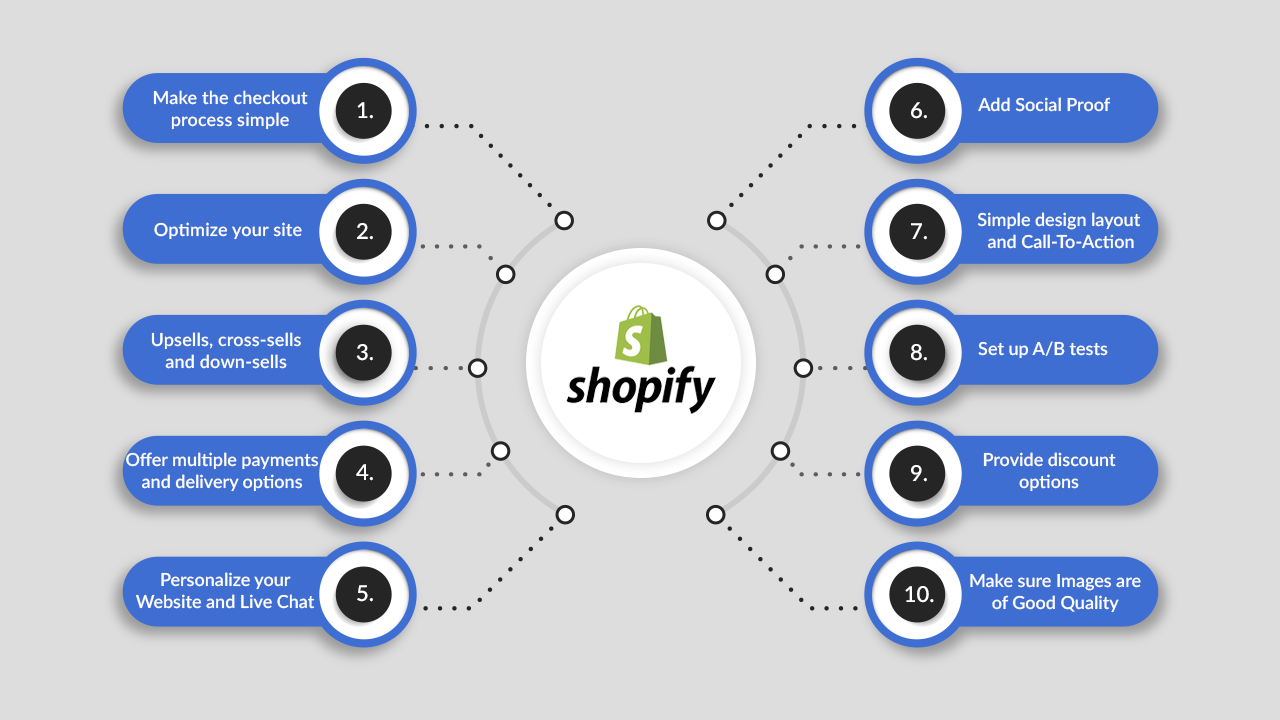 Make the checkout
process simple
1.
Optimize your site
2.
Upsells, cross-sells
and down-sells
3.
Offer multiple payments
and delivery options
4.
Personalize your
Website and Live Chat
5.
S
shopify
6.
Add Social Proof
7.
Simple design layout
and Call-To-Action
8.
Set up A/B tests
9.
Provide discount
options
10.
Make sure Images are
of Good Quality